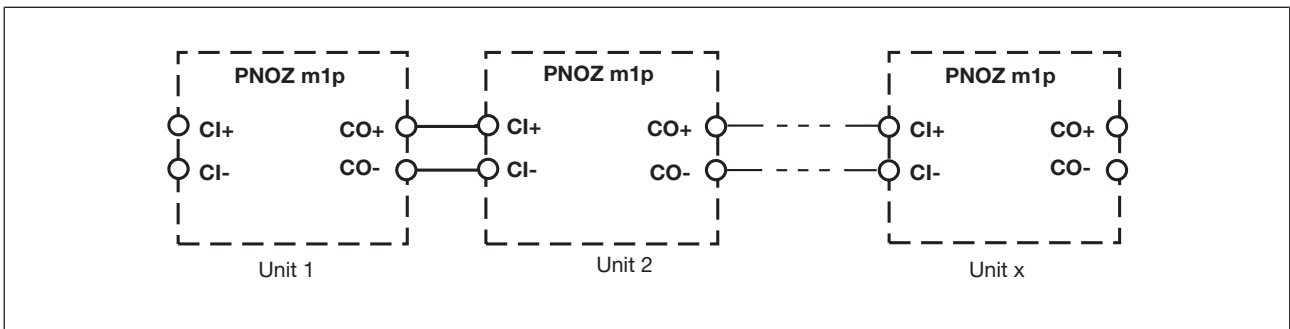 PNOZ m1p PNOZ m1p PNOZ m1p
CI+ CO+ CI+ CO+ CI+ CO+
CI- CO- CI- CO- CI- CO-
Unit 1 Unit 2 Unit x